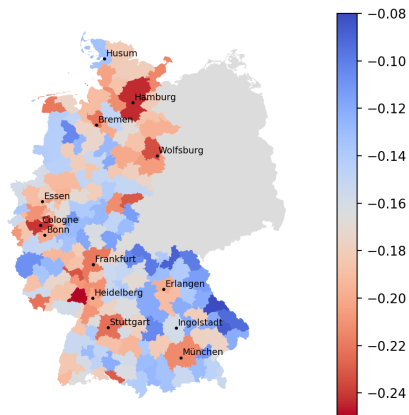 Husum
Hamburg
Bremen
Wolfsburg
Essen
Cologne
Bonn
Frankfurt
Erlangen
Heidelberg
Stuttgart
Ingolstadt
München
−0.08
−0.10
−0.12
−0.14
−0.16
−0.18
−0.20
−0.22
−0.24